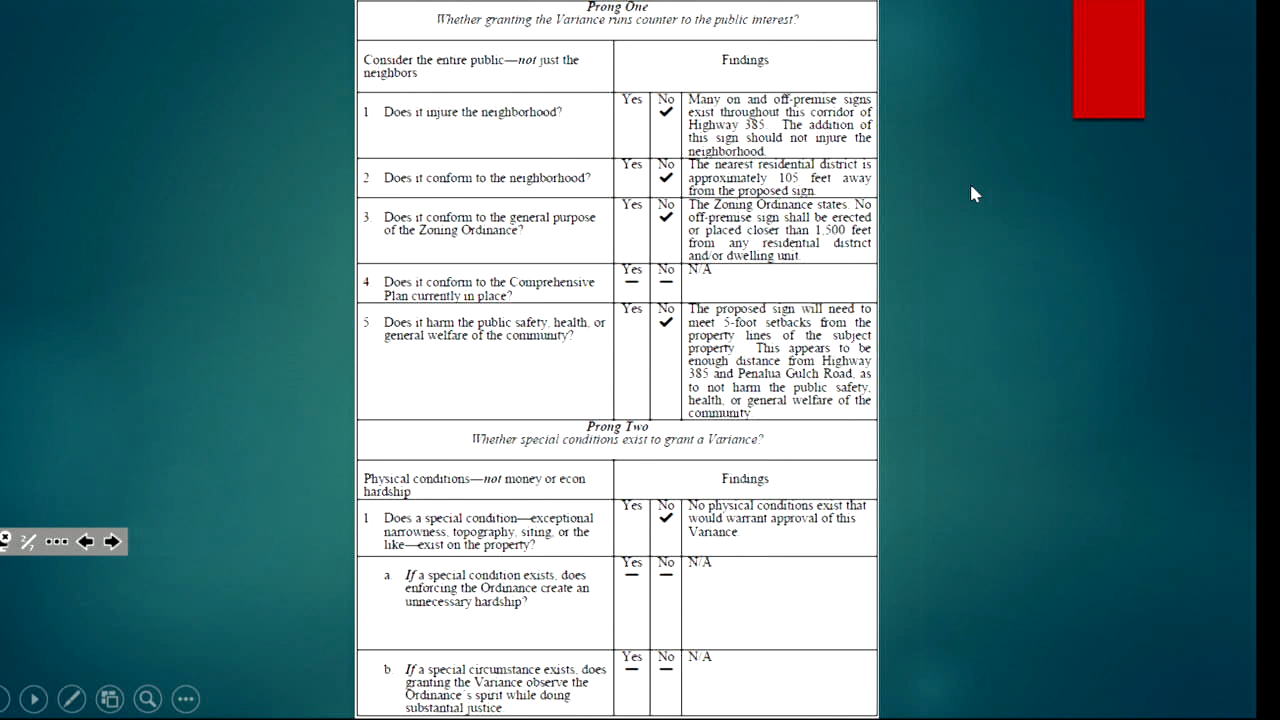 Prong One
Whether granting the Variance runs counter to the public interest?
Consider the entire public—not just the
neighbors
Findings
1 Does it injure the neighborhood?
Yes No
✔
Many on and off-premise signs
exist throughout this corridor of
Highway 385. The addition of
this sign should not injure the
neighborhood.
2 Does it conform to the neighborhood?
Yes No
✔
The nearest residential district is
approximately 105 feet away
from the proposed sign.
3. Does it conform to the general purpose
of the Zoning Ordinance?
Yes No
✔
The Zoning Ordinance states: No
off-premise sign shall be erected
or placed closer than 1,500 feet
from any residential district
and/or dwelling unit.
4 Does it conform to the Comprehensive
Plan currently in place?
Yes No
— —
N/A
5 Does it harm the public safety, health, or
general welfare of the community?
Yes No
✔
The proposed sign will need to
meet 5-foot setbacks from the
property lines of the subject
property. This appears to be
enough distance from Highway
385 and Penalua Gulch Road, as
to not harm the public safety,
health, or general welfare of the
community.
Prong Two
Whether special conditions exist to grant a Variance?
Physical conditions—not money or econ
hardship
Findings
1 Does a special condition—exceptional
narrowness, topography, siting, or the
like—exist on the property?
Yes No
✔
No physical conditions exist that
would warrant approval of this
Variance.
a. If a special condition exists, does
enforcing the Ordinance create an
unnecessary hardship?
Yes No
— —
N/A
b. If a special circumstance exists, does
granting the Variance observe the
Ordinance's spirit while doing
substantial justice.
Yes No
— —
N/A